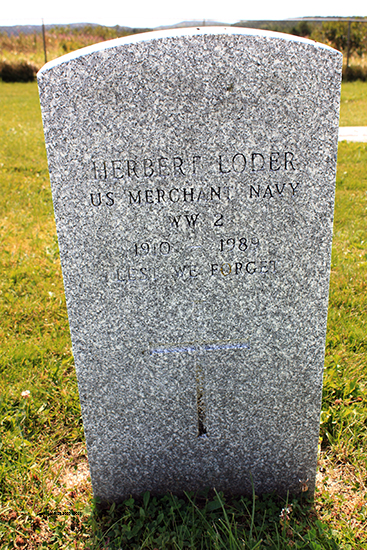 HERBERT LODER
US MERCHANT NAVY
WW 2
1910 1989
LEST WE FORGET